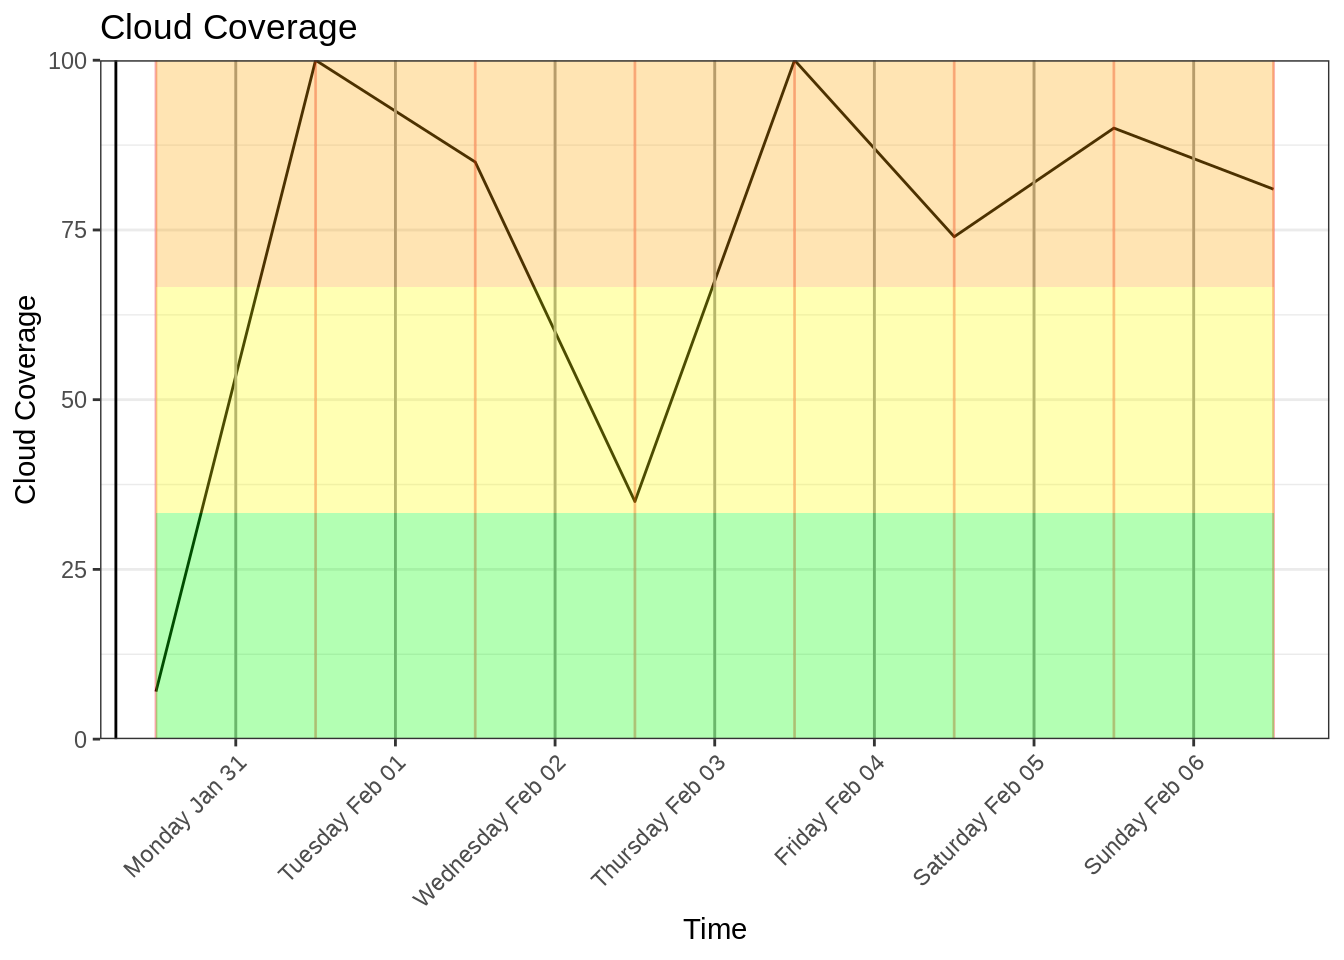 Cloud Coverage
100
75
50
25
0
Cloud Coverage
Monday Jan 31
Tuesday Feb 01
Wednesday Feb 02
Thursday Feb 03
Friday Feb 04
Saturday Feb 05
Sunday Feb 06
Time